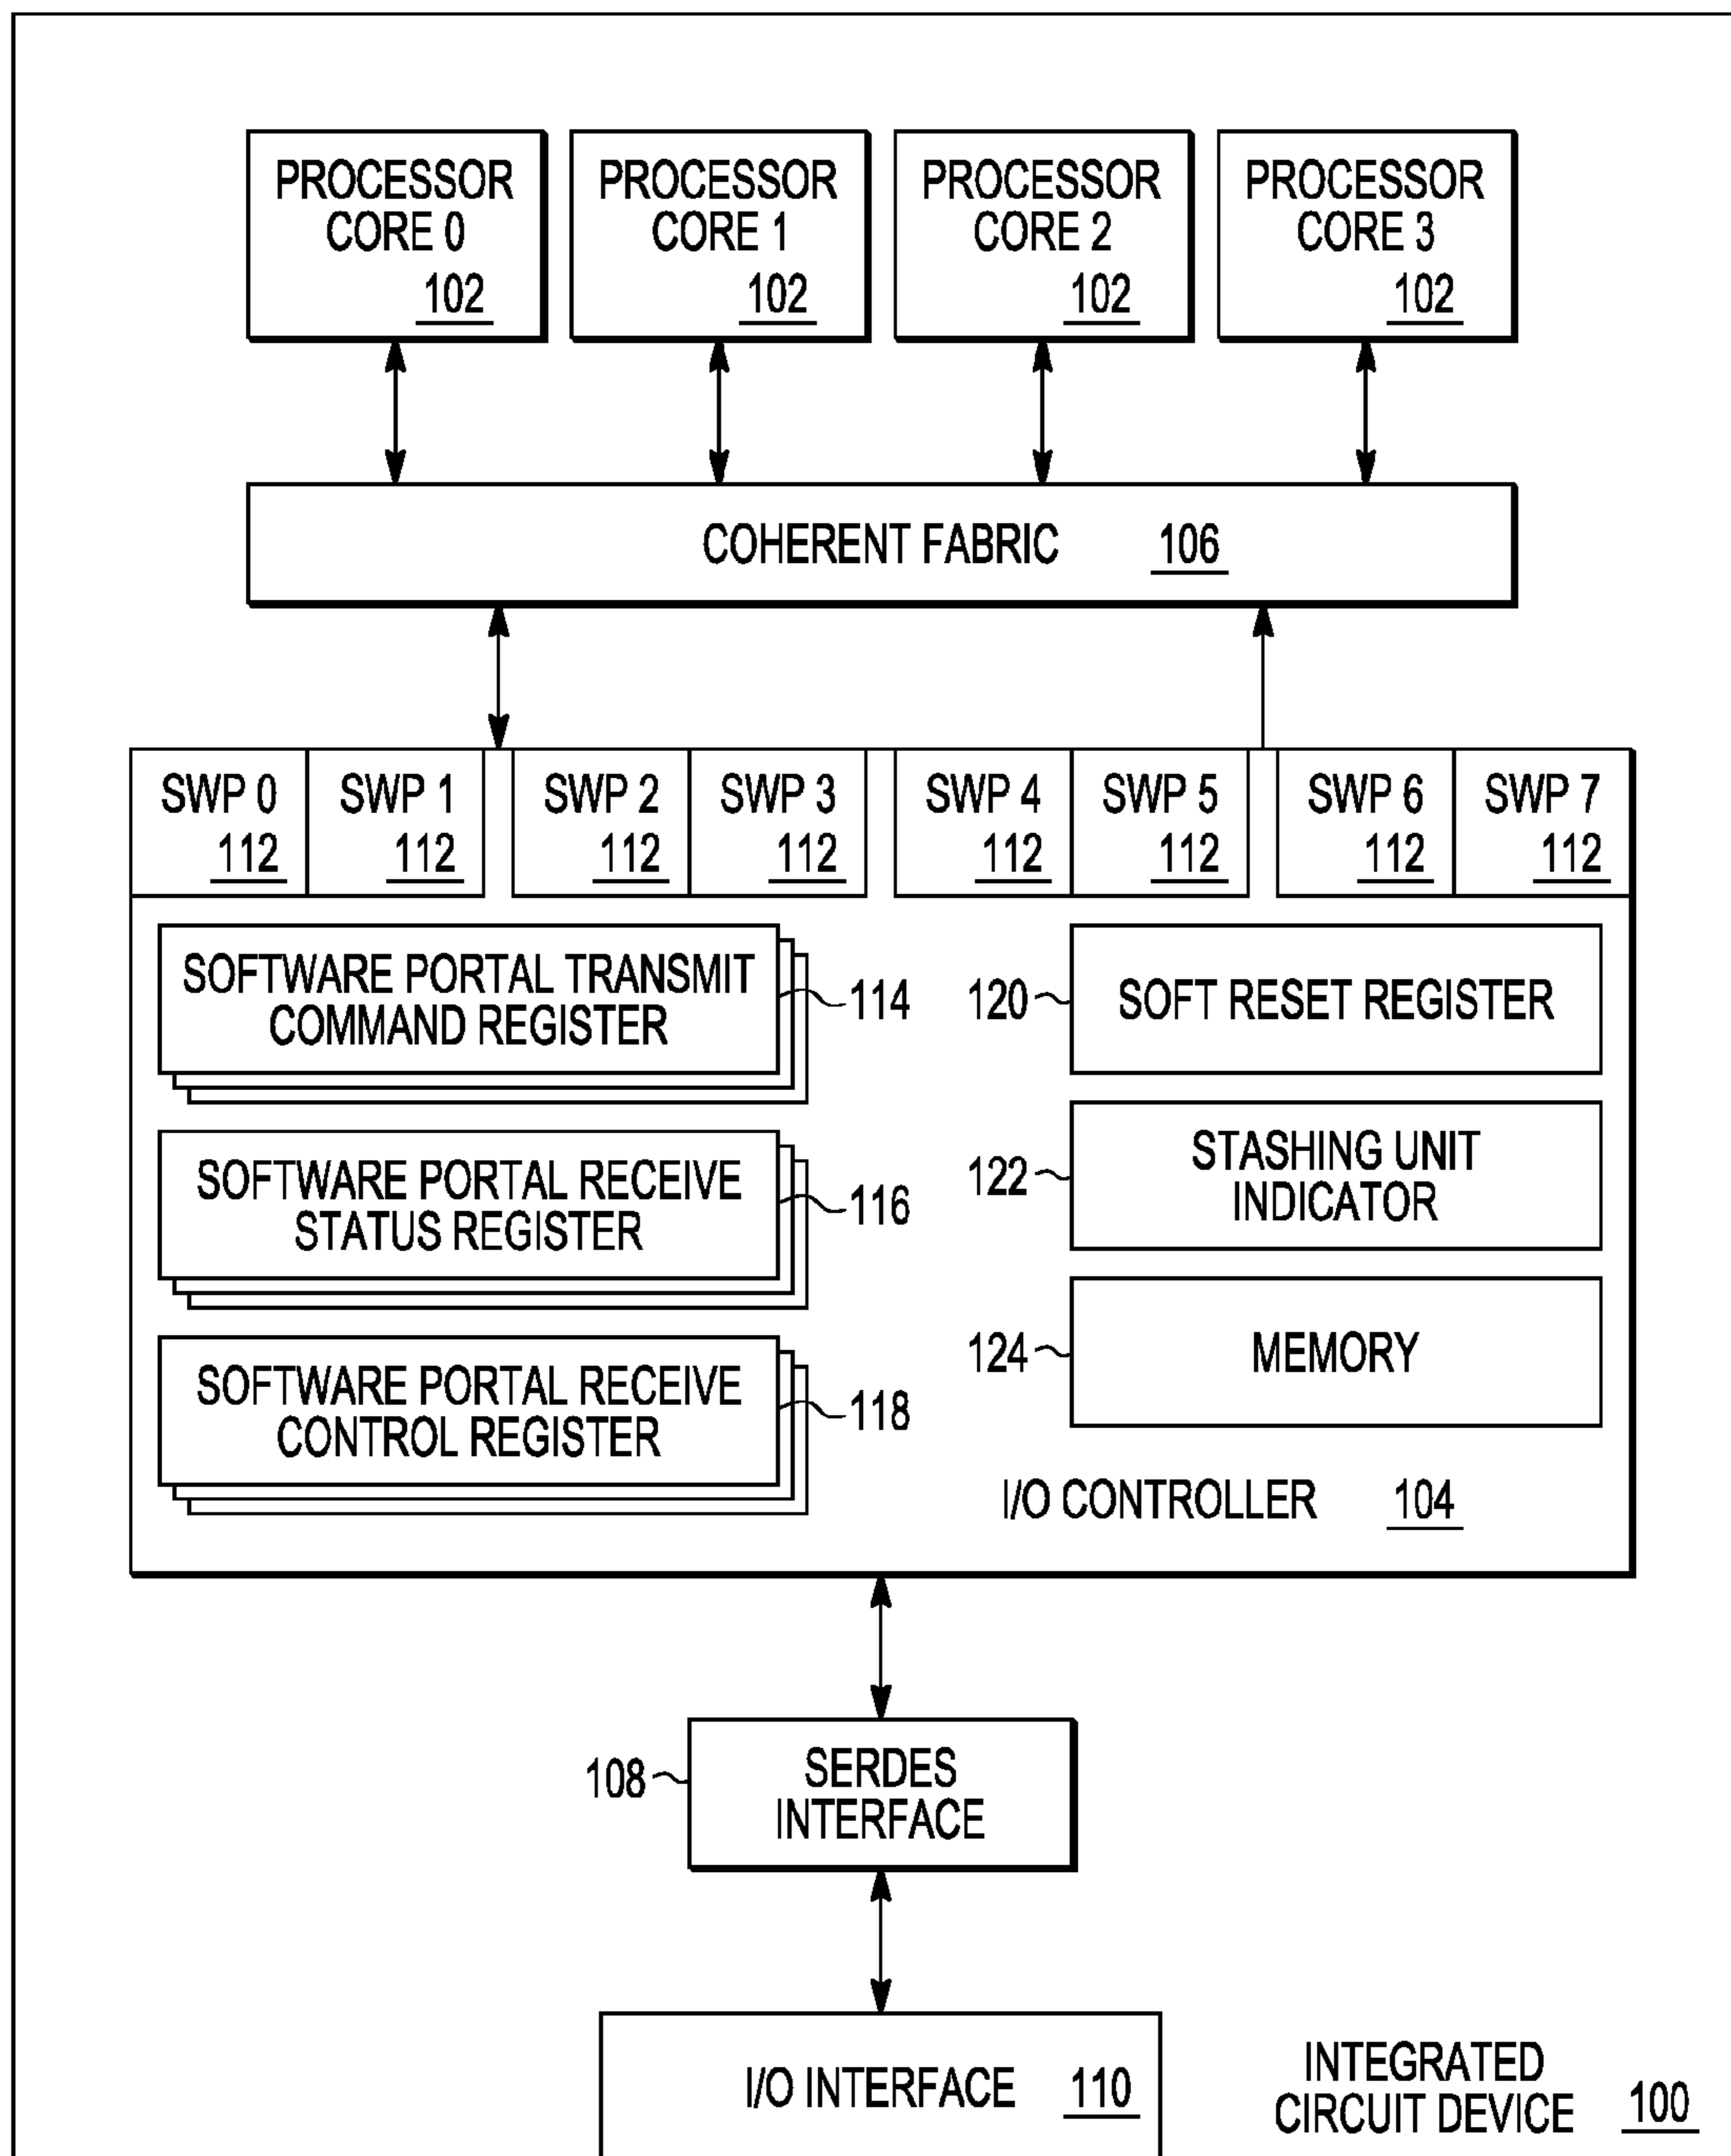 PROCESSOR CORE 0 102
PROCESSOR CORE 1 102
PROCESSOR CORE 2 102
PROCESSOR CORE 3 102
COHERENT FABRIC 106
SWP 0 112
SWP 1 112
SWP 2 112
SWP 3 112
SWP 4 112
SWP 5 112
SWP 6 112
SWP 7 112
SOFTWARE PORTAL TRANSMIT
COMMAND REGISTER
114
120
SOFT RESET REGISTER
SOFTWARE PORTAL RECEIVE
STATUS REGISTER
116
122
STASHING UNIT
INDICATOR
SOFTWARE PORTAL RECEIVE
CONTROL REGISTER
118
124
MEMORY
I/O CONTROLLER 104
108
SERDES
INTERFACE
I/O INTERFACE 110
INTEGRATED
CIRCUIT DEVICE 100